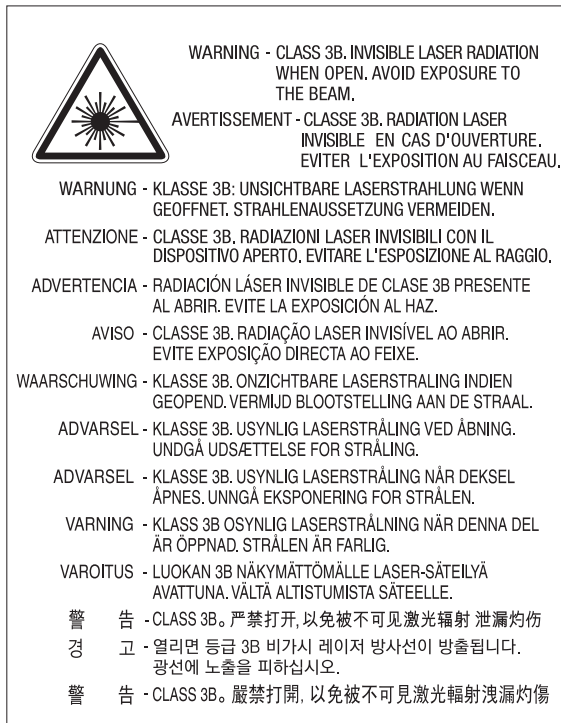 WARNING - CLASS 3B. INVISIBLE LASER RADIATION
WHEN OPEN. AVOID EXPOSURE TO
THE BEAM.
AVERTISSEMENT - CLASSE 3B. RADIATION LASER
INVISIBLE EN CAS D'OUVERTURE.
EVITER L'EXPOSITION AU FAISCEAU.
WARNUNG - KLASSE 3B: UNSICHTBARE LASERSTRAHLUNG WENN
GEOFFNET. STRAHLENAUSSETZUNG VERMEIDEN.
ATTENZIONE - CLASSE 3B. RADIAZIONI LASER INVISIBILI CON IL
DISPOSITIVO APERTO. EVITARE L'ESPOSIZIONE AL RAGGIO.
ADVERTENCIA - RADIACIÓN LÁSER INVISIBLE DE CLASE 3B PRESENTE
AL ABRIR. EVITE LA EXPOSICIÓN AL HAZ.
AVISO - CLASSE 3B. RADIAÇÃO LASER INVISÍVEL AO ABRIR.
EVITE EXPOSIÇÃO DIRECTA AO FEIXE.
WAARSCHUWING - KLASSE 3B. ONZICHTBARE LASERSTRALING INDIEN
GEOPEND. VERMIJD BLOOTSTELLING AAN DE STRAAL.
ADVARSEL - KLASSE 3B. USYNLIG LASERSTRÅLING VED ÅBNING.
UNDGÅ UDSÆTTELSE FOR STRÅLING.
ADVARSEL - KLASSE 3B. USYNLIG LASERSTRÅLING NÅR DEKSEL
ÅPNES. UNNGÅ EKSPONERING FOR STRÅLEN.
VARNING - KLASS 3B OSYNLIG LASERSTRÅLNING NÄR DENNA DEL
ÄR ÖPPNAD. STRÅLEN ÄR FARLIG.
VAROITUS - LUOKAN 3B NÄKYMÄTTÖMÄLLE LASER-SÄTEILYÄ
AVATTUNA. VÄLTÄ ALTISTUMISTA SÄTEELLE.
警 告 - CLASS 3B。严禁打开, 以免被不可见激光辐射 泄漏灼伤
경 고 - 열리면 등급 3B 비가시 레이저 방사선이 방출됩니다.
광선에 노출을 피하십시오.
警 告 - CLASS 3B。嚴禁打開, 以免被不可見激光輻射洩漏灼傷